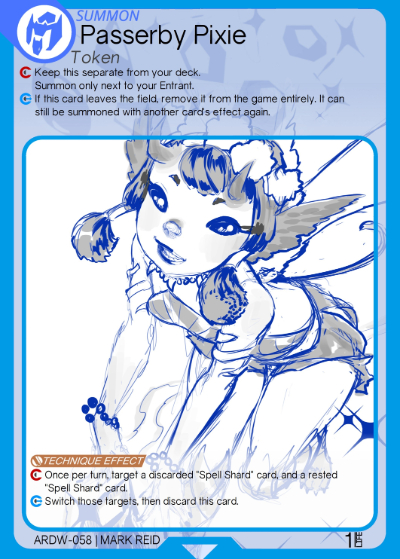 SUMMON
Passerby Pixie
Token
Keep this separate from your deck.
Summon only next to your Entrant.
If this card leaves the field, remove it from the game entirely. It can
still be summoned with another card's effect again.
TECHNIQUE EFFECT
Once per turn, target a discarded "Spell Shard" card, and a rested
"Spell Shard" card.
Switch those targets, then discard this card.
ARDW-058 | MARK REID
1 LIFE